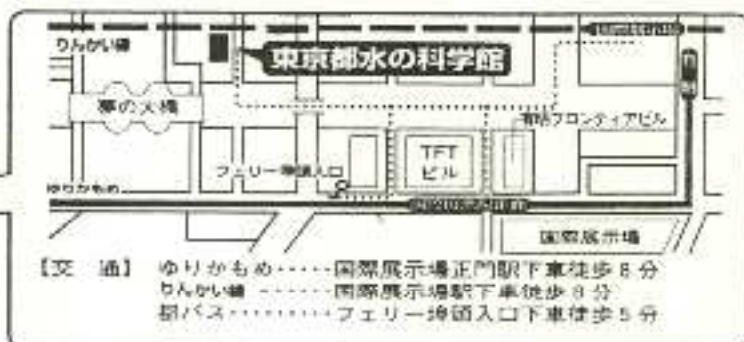 りんかい線
東京都水の科学館
夢の大橋
有明フロンティアビル
TFT
ビル
フェリー埠頭入口
ゆりかもめ
国際展示場
【交 通】 ゆりかもめ・・・・・国際展示場正門駅下車徒歩8分
りんかい線・・・・・国際展示場駅下車徒歩8分
都バス・・・・・・・・・フェリー埠頭入口下車徒歩5分